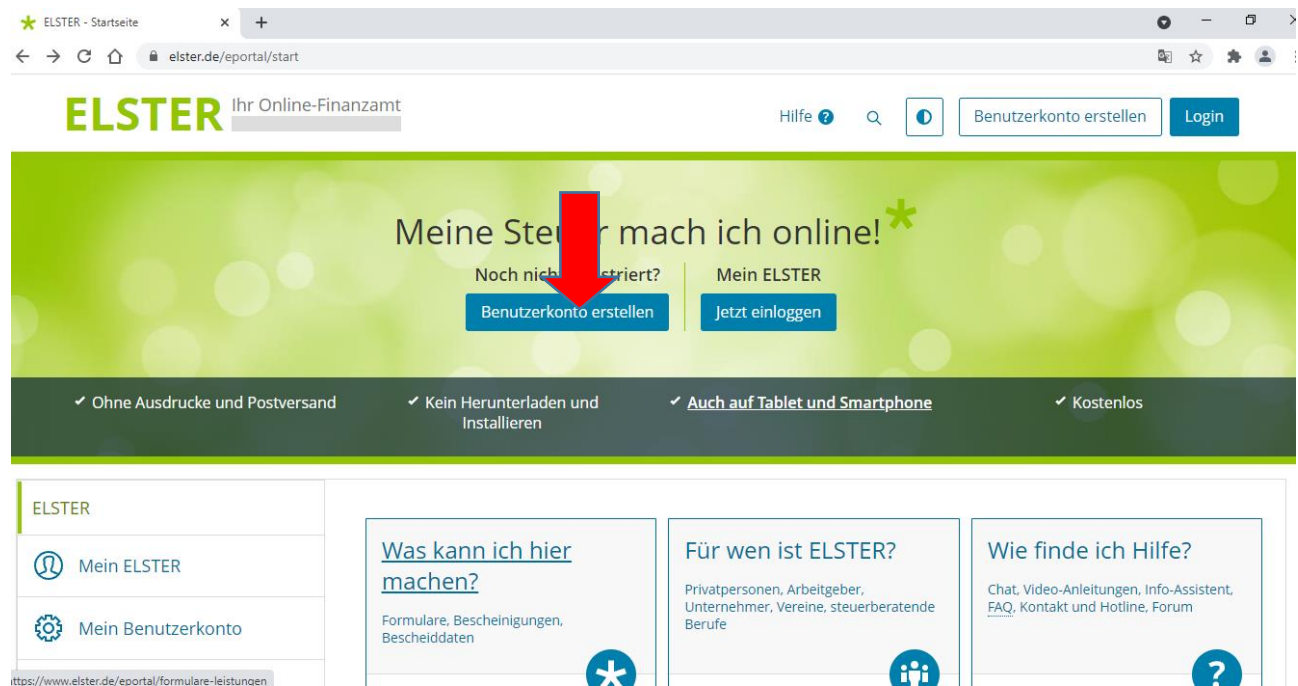 ELSTER - Startseite
elster.de/eportal/start
ELSTER Ihr Online-Finanzamt
Hilfe ? Benutzerkonto erstellen Login
Meine mach ich online!
Noch
Mein ELSTER
Benutzerkonto erstellen
Jetzt einloggen
Ohne Ausdrucke und Postversand
Kein Herunterladen und
Installieren
Auch auf Tablet und Smartphone
Kostenlos
ELSTER
Mein ELSTER
Mein Benutzerkonto
Was kann ich hier
machen?
Formulare, Bescheinigungen,
Bescheiddaten
Für wen ist ELSTER?
Privatpersonen, Arbeitgeber,
Unternehmer, Vereine, steuerberatende
Berufe
Wie finde ich Hilfe?
Chat, Video-Anleitungen, Info-Assistent,
FAQ, Kontakt und Hotline, Forum
?
ttps://www.elster.de/eportal/formulare-leistungen